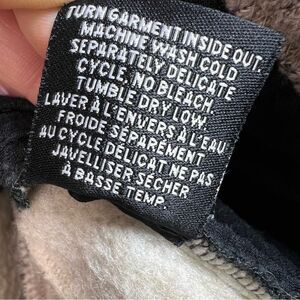 TURN GARMENT INSIDE OUT.
MACHINE WASH COLD
SEPARATELY DELICATE
CYCLE, NO BLEACH.
TUMBLE DRY LOW.
LAVER À L'ENVERS À L'EAU
FROIDE SÉPARÉMENT
AU CYCLE DÉLICAT NE PAS
JAVELLISER SÉCHER
À BASSE TEMP.